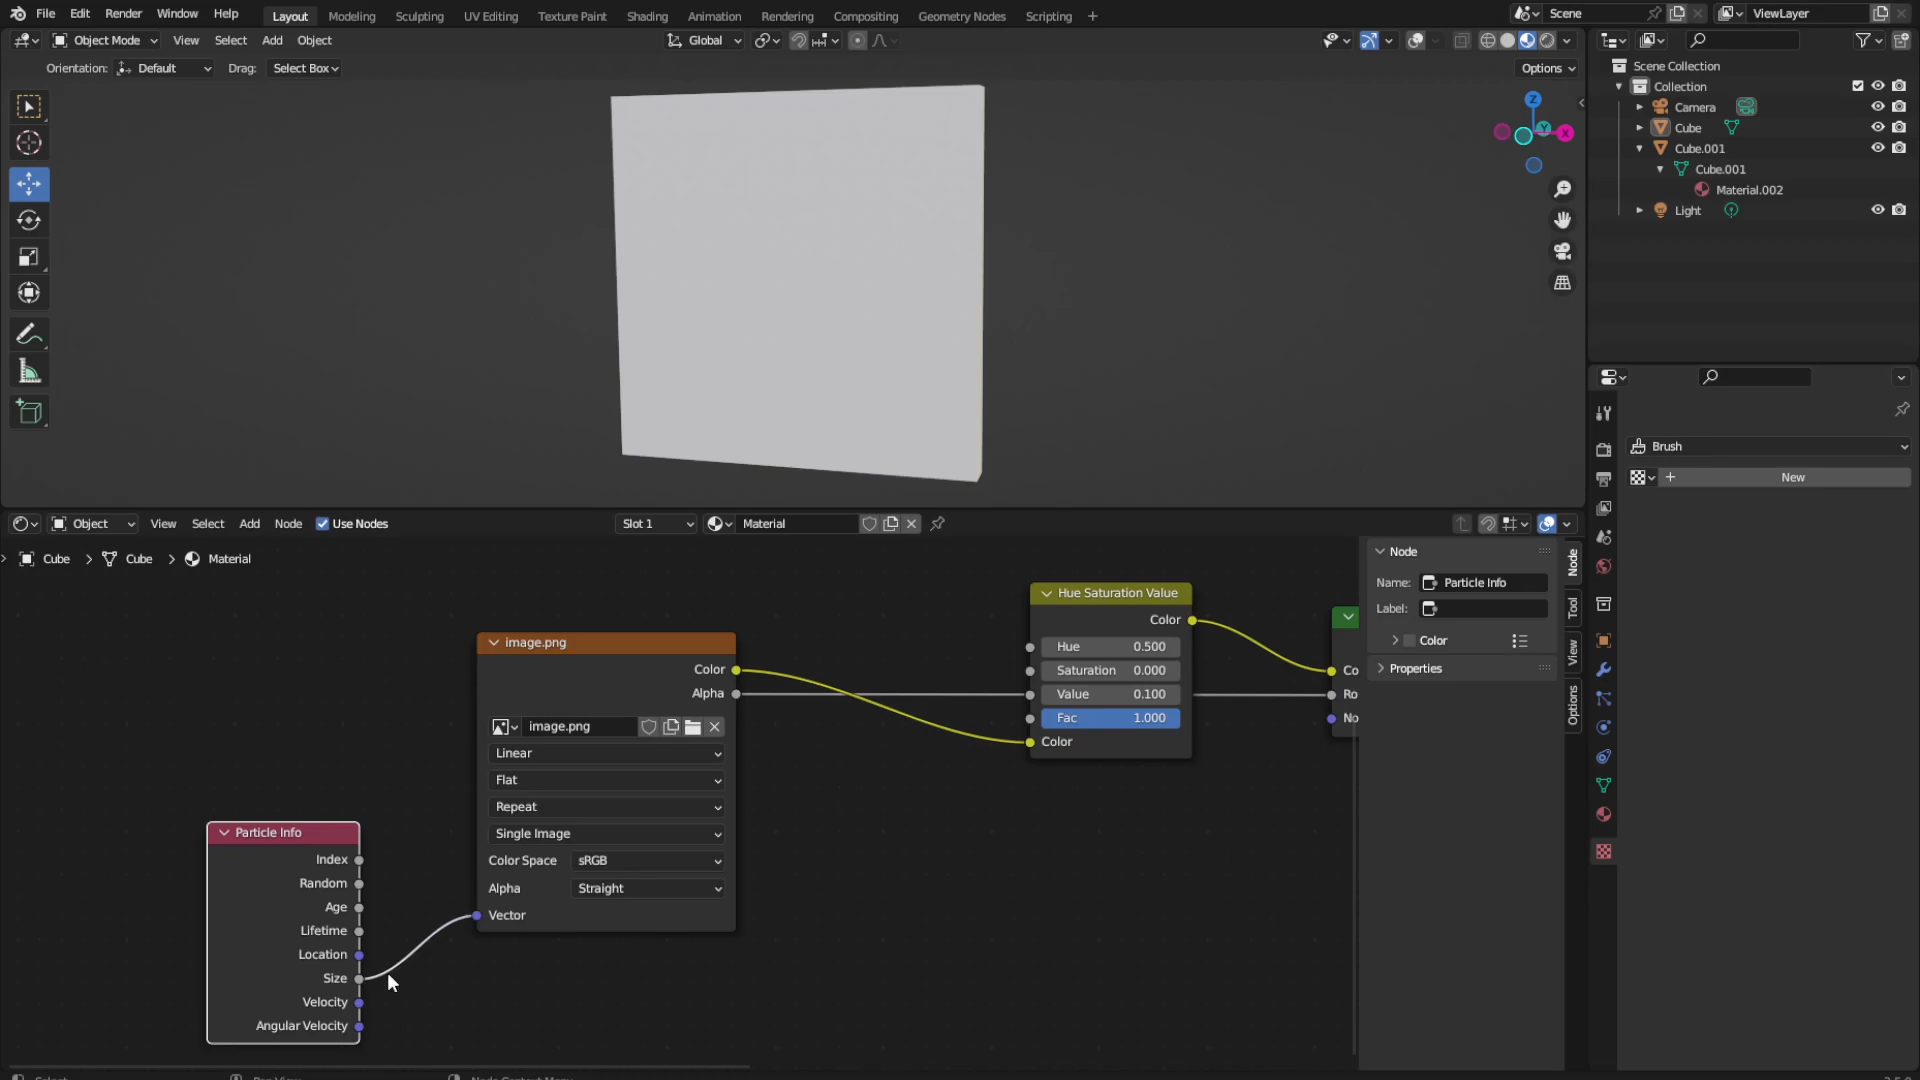 File Edit Render Window Help Layout Modeling Sculpting UV Editing Texture Paint Shading Animation Rendering Compositing Geometry Nodes Scripting + Scene ViewLayer
Object Mode View Select Add Object Global
Orientation: Default Drag: Select Box Options
Z
Y
X
Scene Collection
Collection
Camera
Cube
Cube.001
Cube.001
Material.002
Light
Brush
New
Object View Select Add Node Use Nodes Slot 1 Material
Cube Cube Material
Particle Info
Index
Random
Age
Lifetime
Location
Size
Velocity
Angular Velocity
image.png
Color
Alpha
image.png
Linear
Flat
Repeat
Single Image
Color Space sRGB
Alpha Straight
Vector
Hue Saturation Value
Color
Hue 0.500
Saturation 0.000
Value 0.100
Fac 1.000
Color
Co
Ro
No
Node
Name: Particle Info
Label:
Color
Properties
Node
Tool
View
Options